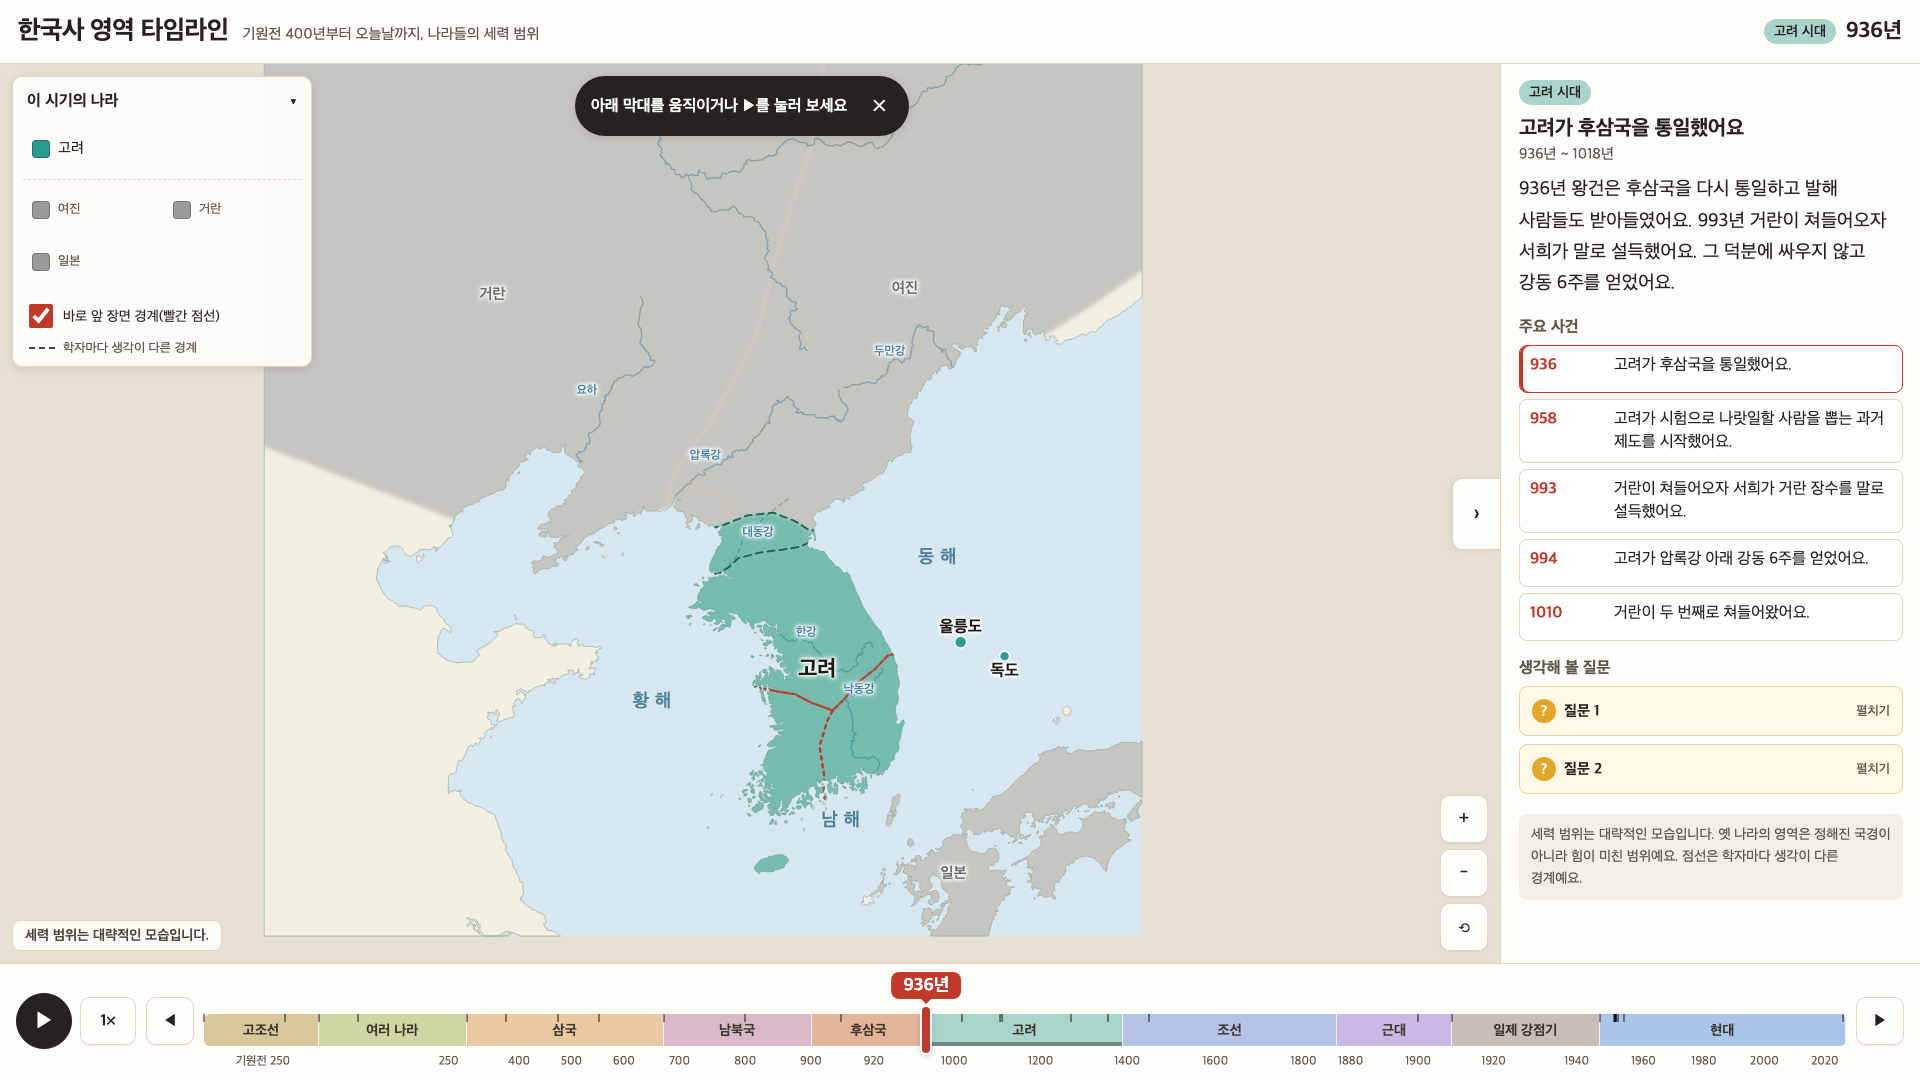 한국사 영역 타임라인
기원전 400년부터 오늘날까지, 나라들의 세력 범위
고려 시대
936년
이 시기의 나라
▼
고려
여진
거란
일본
바로 앞 장면 경계(빨간 점선)
학자마다 생각이 다른 경계
아래 막대를 움직이거나 ▶를 눌러 보세요
✕
거란
여진
두만강
요하
압록강
대동강
동해
한강
고려
낙동강
울릉도
독도
황해
남해
일본
세력 범위는 대략적인 모습입니다.
›
+
−
⟲
고려 시대
고려가 후삼국을 통일했어요
936년 ~ 1018년
936년 왕건은 후삼국을 다시 통일하고 발해
사람들도 받아들였어요. 993년 거란이 쳐들어오자
서희가 말로 설득했어요. 그 덕분에 싸우지 않고
강동 6주를 얻었어요.
주요 사건
936 고려가 후삼국을 통일했어요.
958 고려가 시험으로 나랏일할 사람을 뽑는 과거
제도를 시작했어요.
993 거란이 쳐들어오자 서희가 거란 장수를 말로
설득했어요.
994 고려가 압록강 아래 강동 6주를 얻었어요.
1010 거란이 두 번째로 쳐들어왔어요.
생각해 볼 질문
? 질문 1 펼치기
? 질문 2 펼치기
세력 범위는 대략적인 모습입니다. 옛 나라의 영역은 정해진 국경이
아니라 힘이 미친 범위예요. 점선은 학자마다 생각이 다른
경계예요.
936년
▶ 1× ◀
고조선 여러 나라 삼국 남북국 후삼국 고려 조선 근대 일제 강점기 현대
▶
기원전 250 250 400 500 600 700 800 900 920 1000 1200 1400 1600 1800 1880 1900 1920 1940 1960 1980 2000 2020